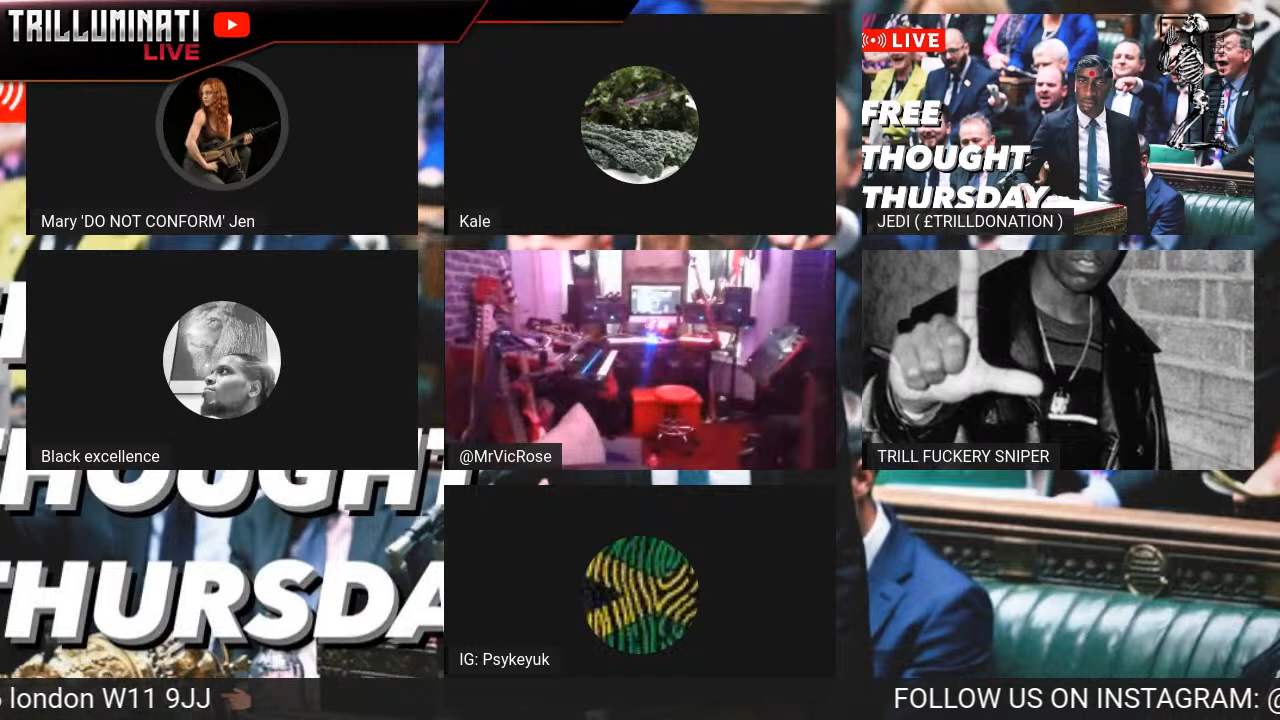 TRILLUMINATI
LIVE
LIVE
FREE
THOUGHT
THURSDAY
Mary 'DO NOT CONFORM' Jen
Kale
JEDI ( £TRILLDONATION )
Black excellence
@MrVicRose
TRILL FUCKERY SNIPER
HOUGHT
THURSDA
IG: Psykeyuk
london W11 9JJ
FOLLOW US ON INSTAGRAM: @